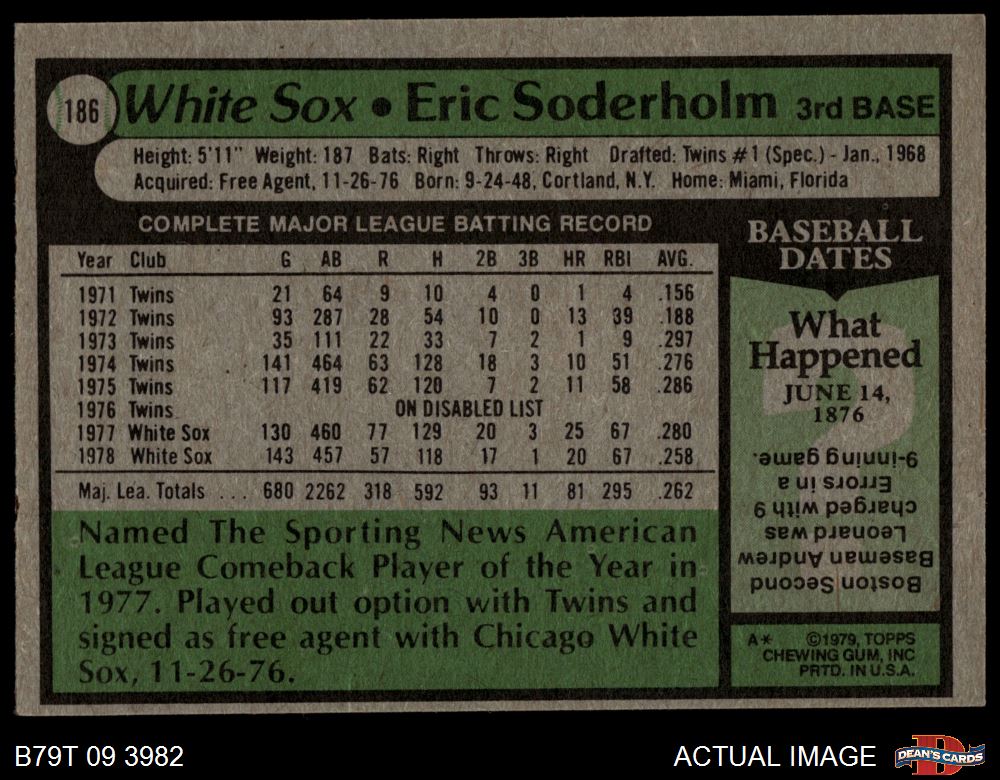 186
White Sox • Eric Soderholm 3rd BASE
Height: 5'11" Weight: 187 Bats: Right Throws: Right Drafted: Twins #1 (Spec.) - Jan., 1968
Acquired: Free Agent, 11-26-76 Born: 9-24-48, Cortland, N.Y. Home: Miami, Florida
COMPLETE MAJOR LEAGUE BATTING RECORD
Year Club G AB R H 2B 3B HR RBI AVG.
1971 Twins 21 64 9 10 4 0 1 4 .156
1972 Twins 93 287 28 54 10 0 13 39 .188
1973 Twins 35 111 22 33 7 2 1 9 .297
1974 Twins 141 464 63 128 18 3 10 51 .276
1975 Twins 117 419 62 120 7 2 11 58 .286
1976 Twins ON DISABLED LIST
1977 White Sox 130 460 77 129 20 3 25 67 .280
1978 White Sox 143 457 57 118 17 1 20 67 .258
Maj. Lea. Totals ... 680 2262 318 592 93 11 81 295 .262
Named The Sporting News American
League Comeback Player of the Year in
1977. Played out option with Twins and
signed as free agent with Chicago White
Sox, 11-26-76.
BASEBALL
DATES
What
Happened
JUNE 14,
1876
Boston Second
Baseman Andrew
Leonard was
charged with 9
Errors in a
9-inning game.
A* ©1979, TOPPS
CHEWING GUM, INC
PRTD. IN U.S.A.
B79T 09 3982
ACTUAL IMAGE
DEAN'S CARDS